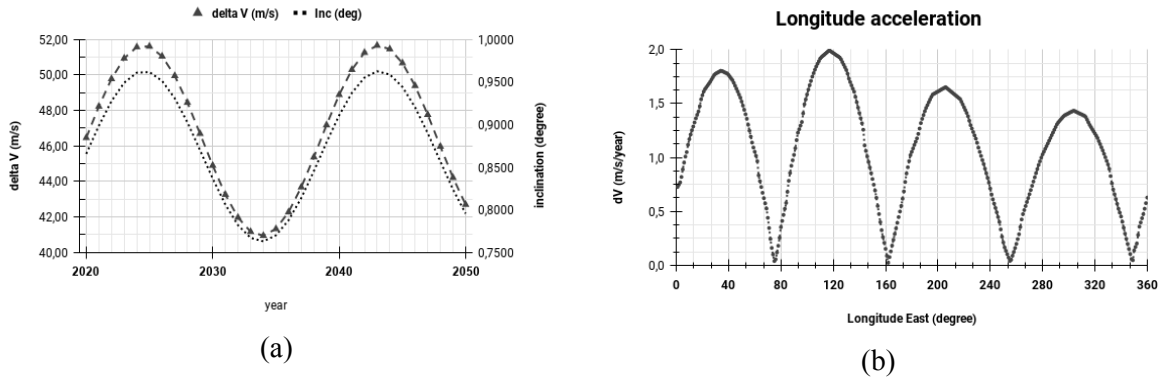 delta V (m/s) Inc (deg)
52,00
50,00
48,00
46,00
44,00
42,00
40,00
delta V (m/s)
1,0000
0,9500
0,9000
0,8500
0,8000
0,7500
inclination (degree)
2020 2030 2040 2050
year
(a)
Longitude acceleration
2,0
1,5
1,0
0,5
0,0
dV (m/s/year)
0 40 80 120 160 200 240 280 320 360
Longitude East (degree)
(b)